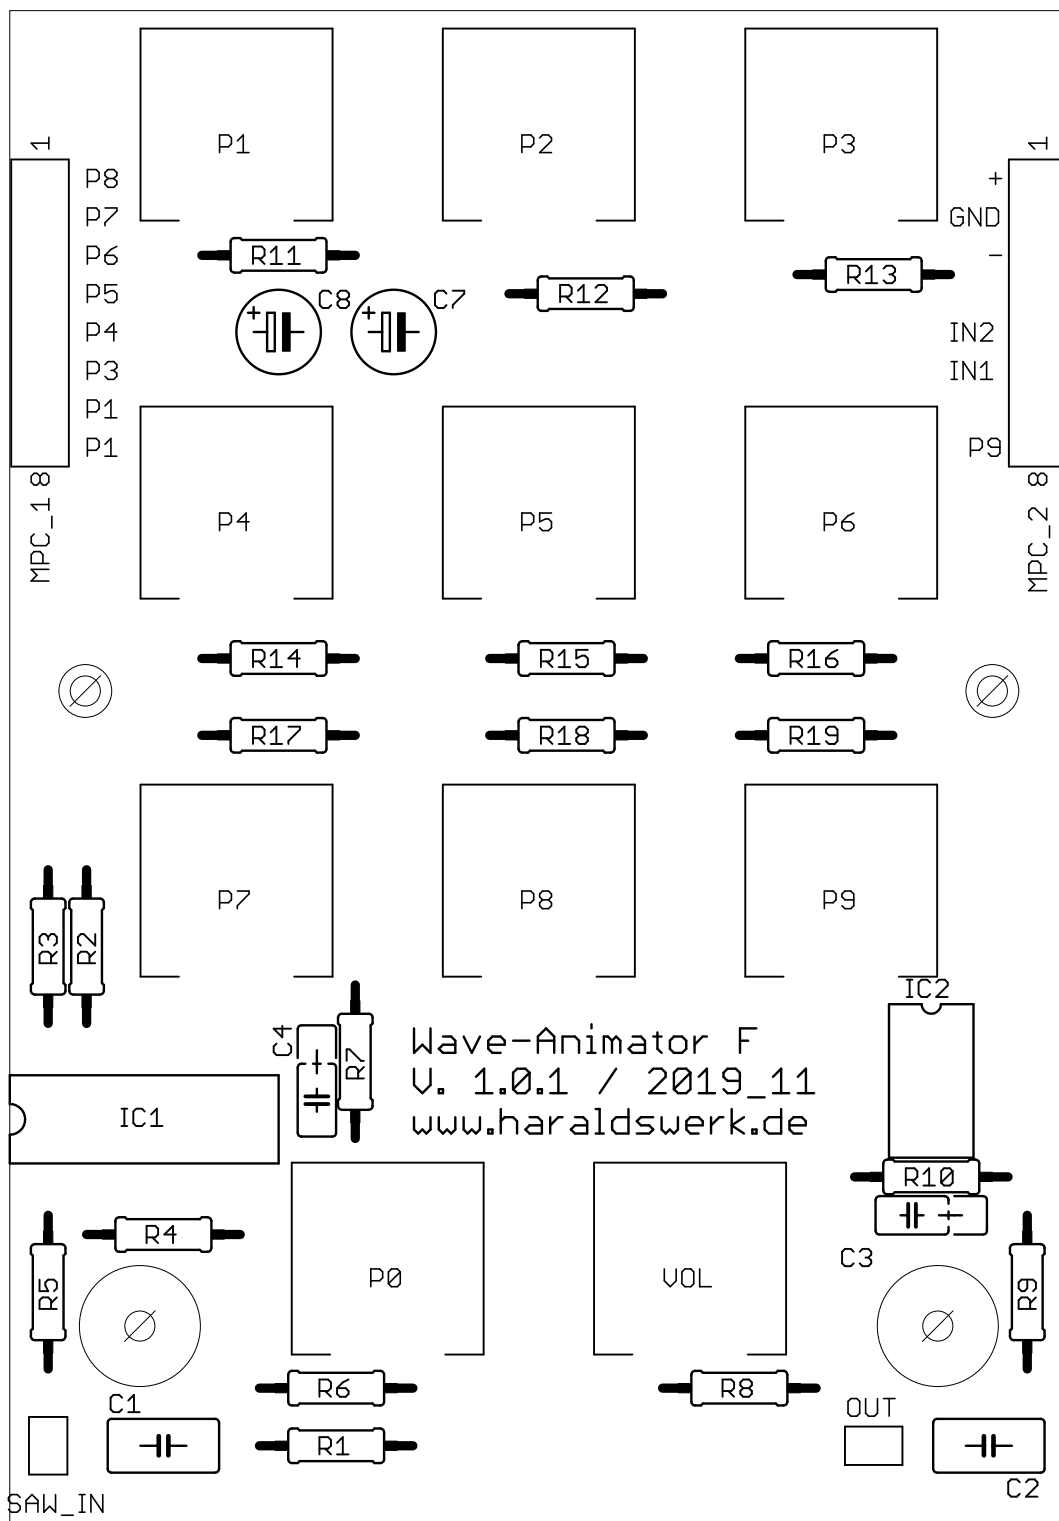 P1
P2
P3
1
1
P8
P7
P6
P5
P4
P3
P1
P1
+
GND
-
IN2
IN1
P9
R11
R12
R13
C8
C7
+
+
8
8
MPC_1
MPC_2
P4
P5
P6
R14
R15
R16
R17
R18
R19
P7
P8
P9
R3
R2
IC2
C4
R7
Wave-Animator F
V. 1.0.1 / 2019_11
www.haraldswerk.de
IC1
R10
R4
C3
R5
P0
VOL
R9
R6
R8
C1
OUT
R1
C2
SAW_IN